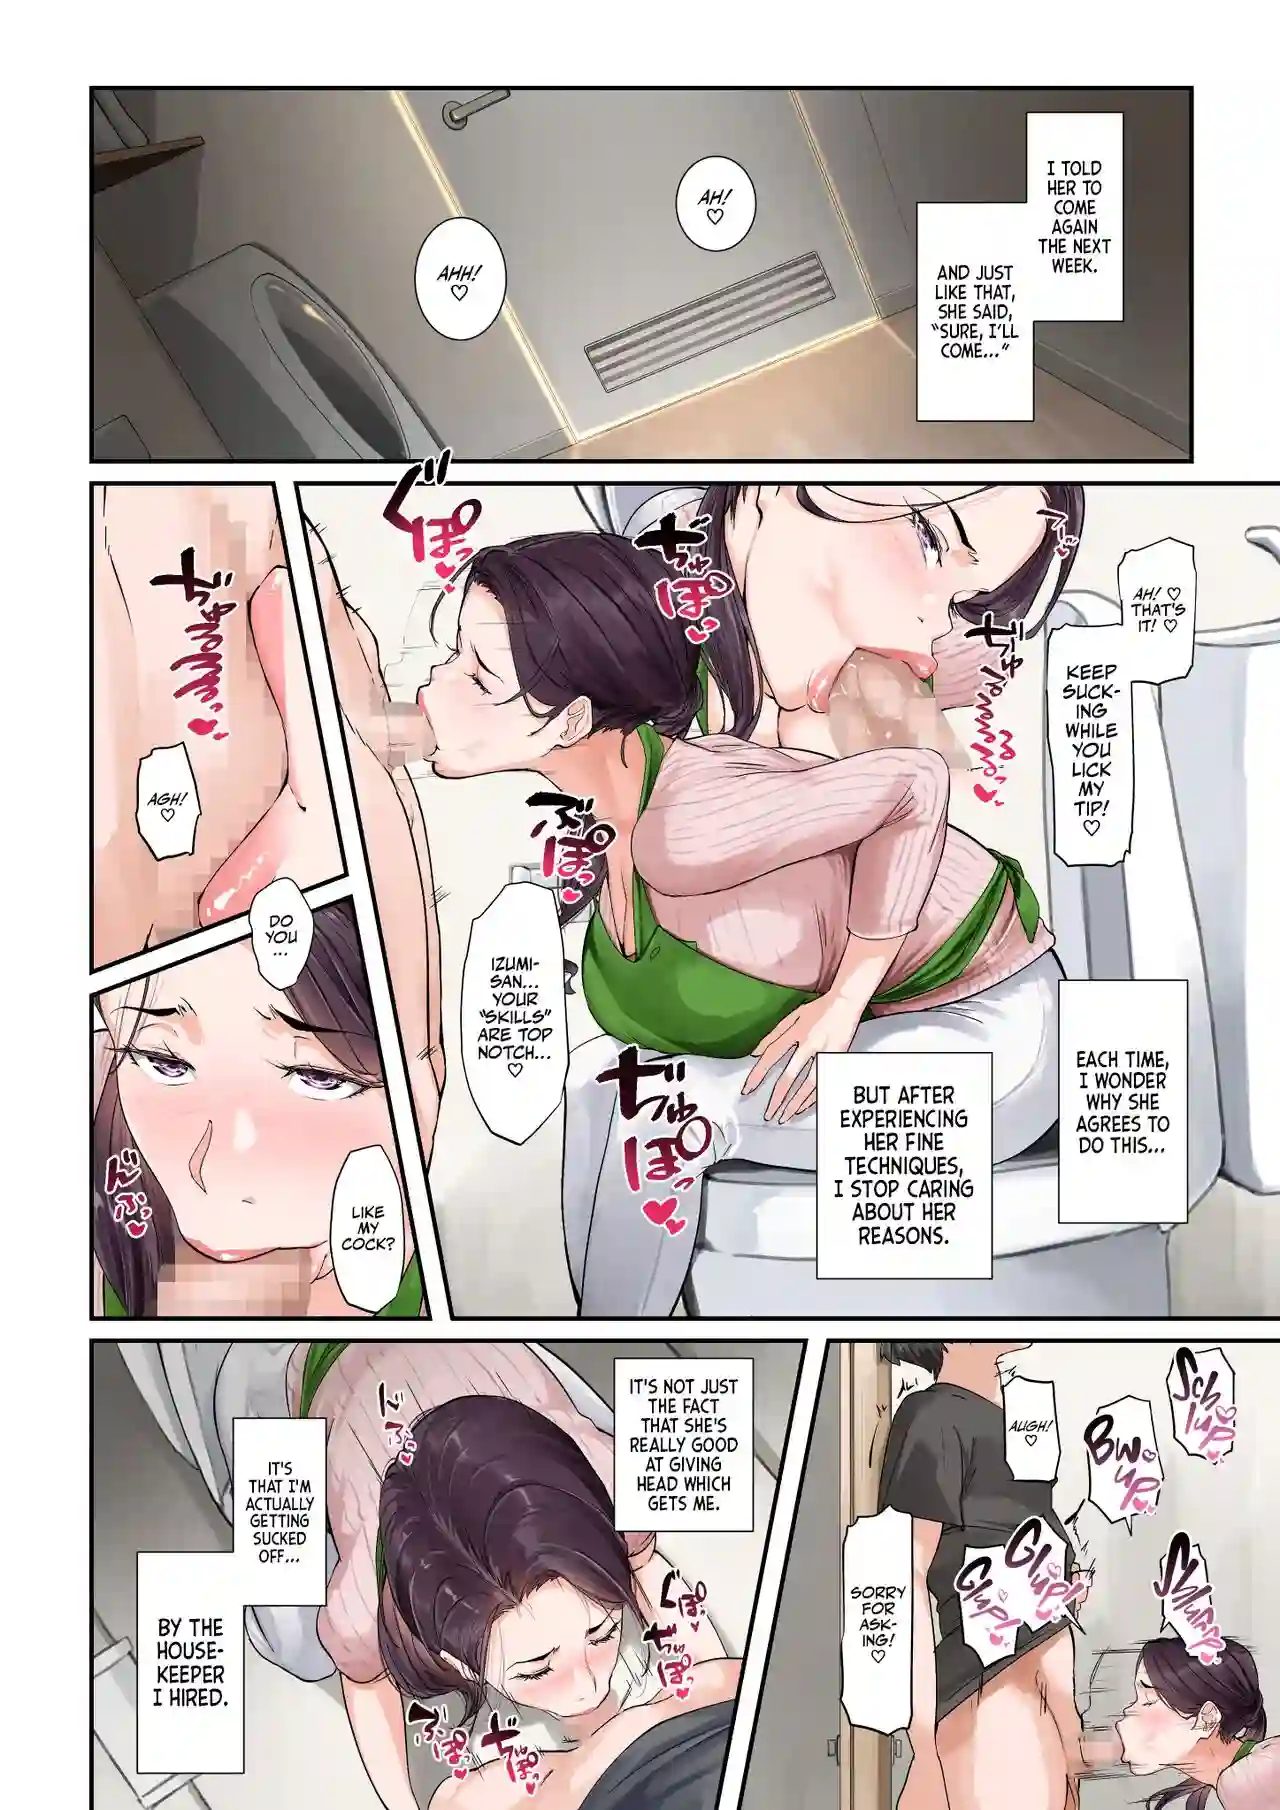 I TOLD
HER TO
COME
AGAIN
THE NEXT
WEEK.
AND JUST
LIKE THAT,
SHE SAID,
“SURE, I’LL
COME...”
AH!
♡
AHH!
♡
AH! ♡
THAT'S
IT! ♡
KEEP
SUCK-
ING
WHILE
YOU
LICK
MY
TIP!
♡
ぢゅぽっ
ぐぽっ
ぶぽっ
ぢゅぽっ
IZUMI-
SAN...
YOUR
“SKILLS”
ARE TOP
NOTCH...
♡
EACH TIME,
I WONDER
WHY SHE
AGREES TO
DO THIS...
BUT AFTER
EXPERIENCING
HER FINE
TECHNIQUES,
I STOP CARING
ABOUT HER
REASONS.
AGH!
♡
DO
YOU
...
LIKE
MY
COCK?
んぶっ
AUGH!
♡
SORRY
FOR
ASK-
ING!
♡
SCHLUP
BWUP
GLUP!
GLUP!
SHLURP
IT'S NOT JUST
THE FACT
THAT SHE'S
REALLY GOOD
AT GIVING
HEAD WHICH
GETS ME.
IT'S
THAT I'M
ACTUALLY
GETTING
SUCKED
OFF...
BY THE
HOUSE-
KEEPER
I HIRED.